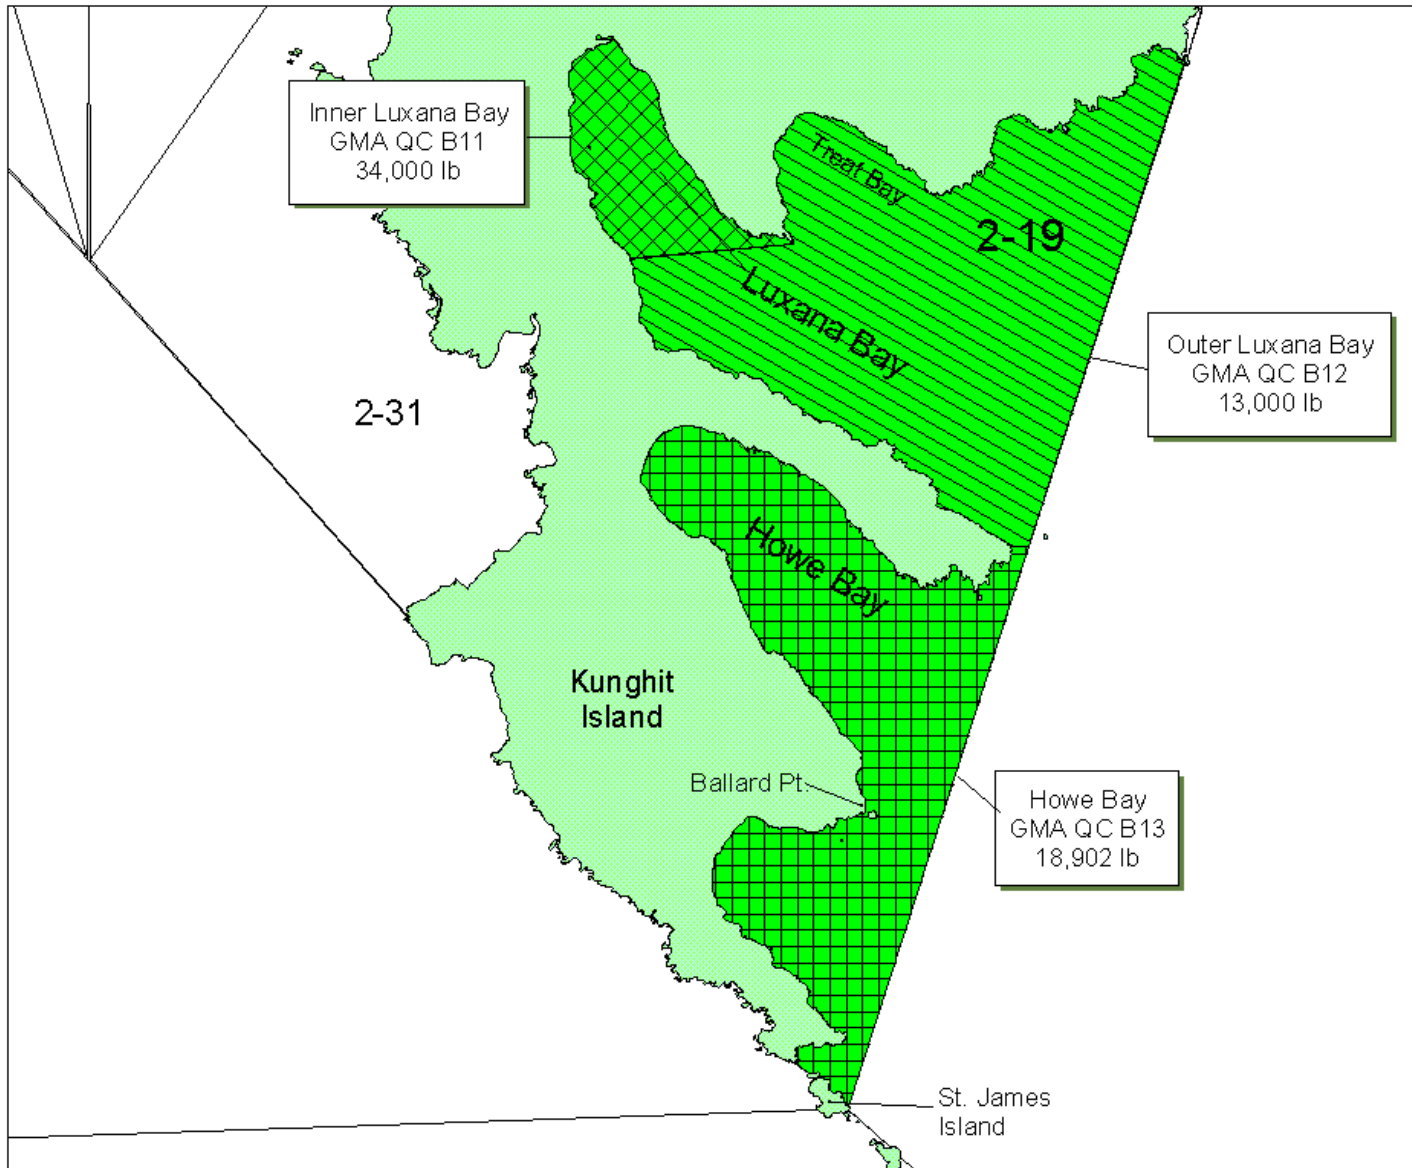 Inner Luxana Bay
GMA QC B11
34,000 lb
Treat Bay
2-19
Luxana Bay
Outer Luxana Bay
GMA QC B12
13,000 lb
2-31
Howe Bay
Kunghit
Island
Ballard Pt.
Howe Bay
GMA QC B13
18,902 lb
St. James
Island